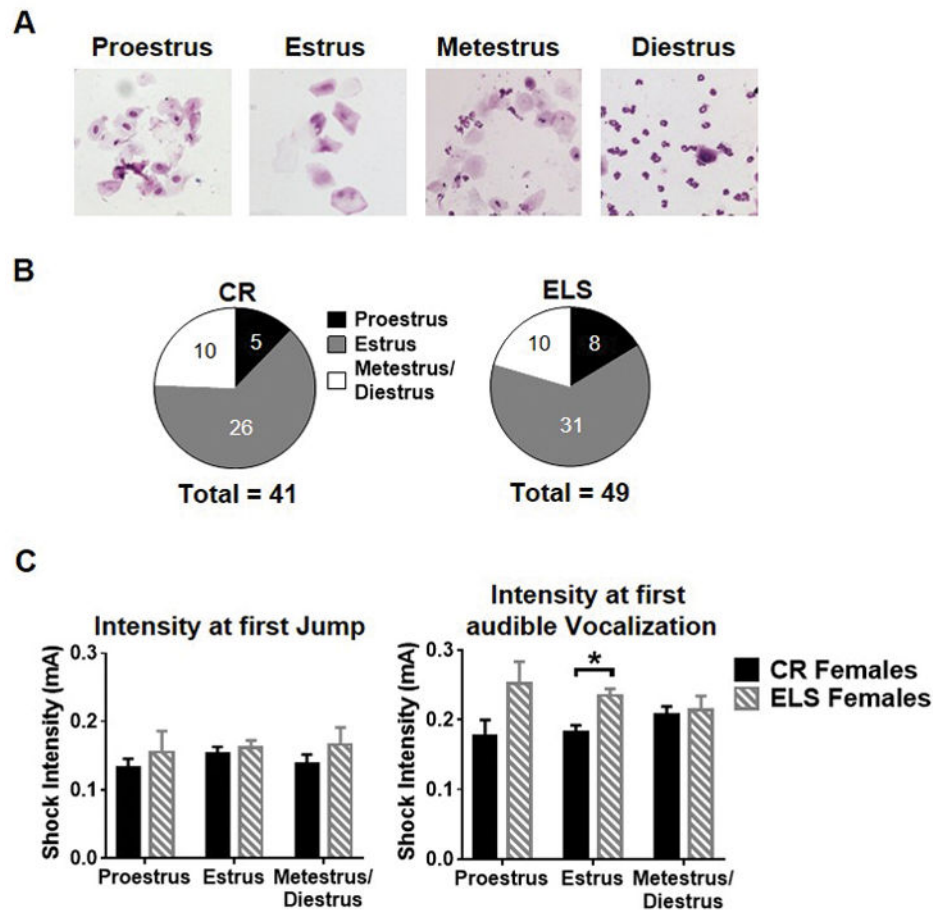 A
Proestrus Estrus Metestrus Diestrus
B
CR
10
5
26
Total = 41
Proestrus
Estrus
Metestrus/
Diestrus
ELS
10
8
31
Total = 49
C
Intensity at first Jump
Shock Intensity (mA)
0.3
0.2
0.1
0.0
Proestrus Estrus Metestrus/
Diestrus
Intensity at first
audible Vocalization
Shock Intensity (mA)
0.3
0.2
0.1
0.0
*
Proestrus Estrus Metestrus/
Diestrus
CR Females
ELS Females